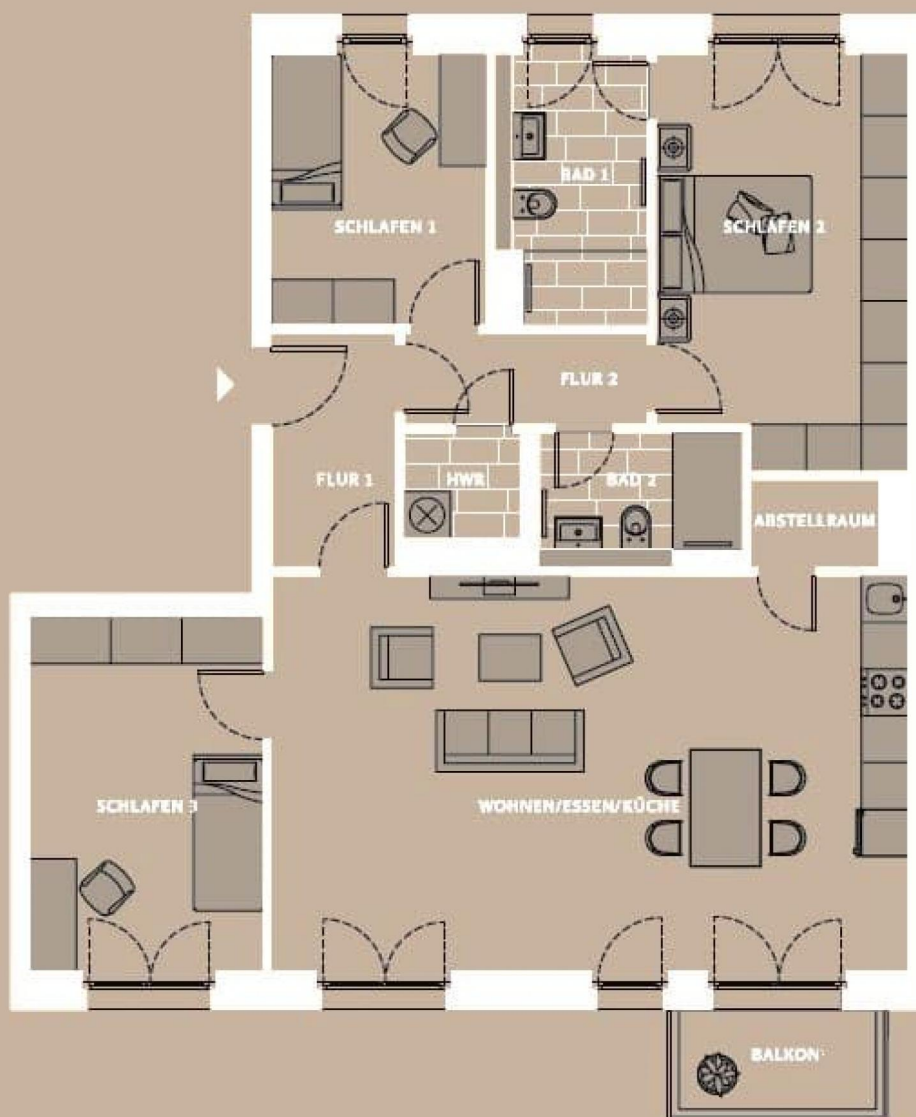 BAD 1
SCHLAFEN 1
SCHLAFEN 2
FLUR 2
FLUR 1
HWR
BAD 2
ABSTELLRAUM
SCHLAFEN 3
WOHNEN/ESSEN/KÜCHE
BALKON